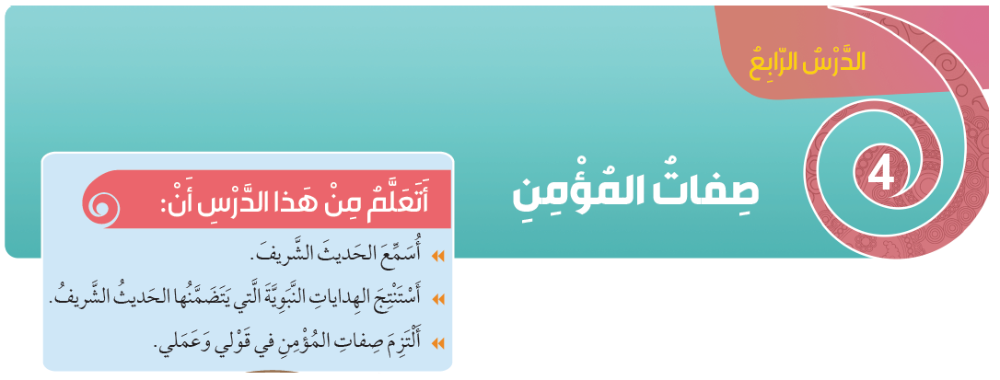 الدَّرْسُ الرّابِعُ
4
صِفاتُ المُؤْمِنِ
أَتَعَلَّمُ مِنْ هَذا الدَّرْسِ أَنْ:
أُسَمِّعَ الحَديثَ الشَّريفَ.
أَسْتَنْتِجَ الهِداياتِ النَّبَوِيَّةَ الَّتي يَتَضَمَّنُها الحَديثُ الشَّريفُ.
أَلْتَزِمَ صِفاتِ المُؤْمِنِ في قَوْلي وَعَمَلي.